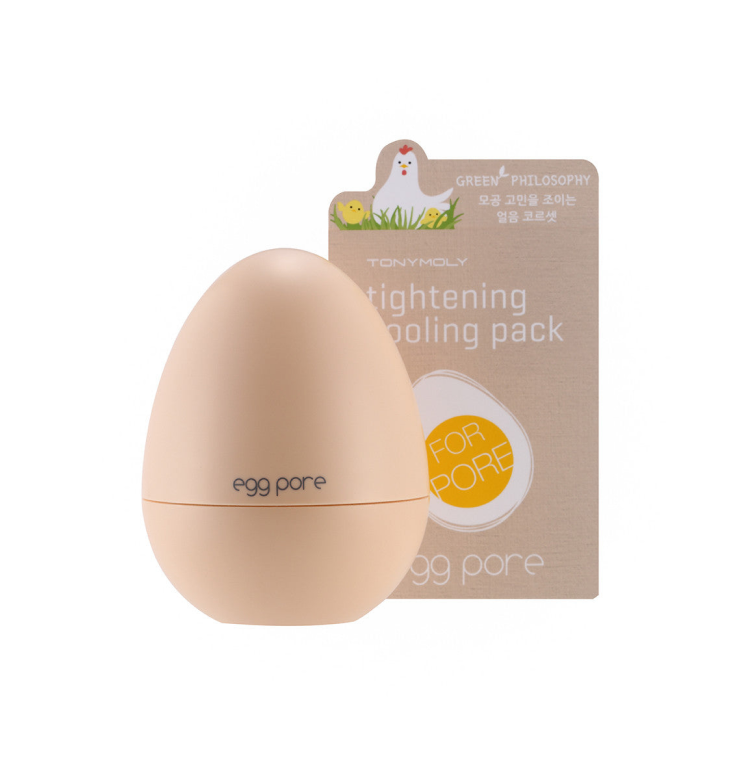 GREEN PHILOSOPHY
모공 고민을 조이는
얼음 코르셋
TONYMOLY
tightening
ooling pack
FOR
PORE
egg pore
gg pore